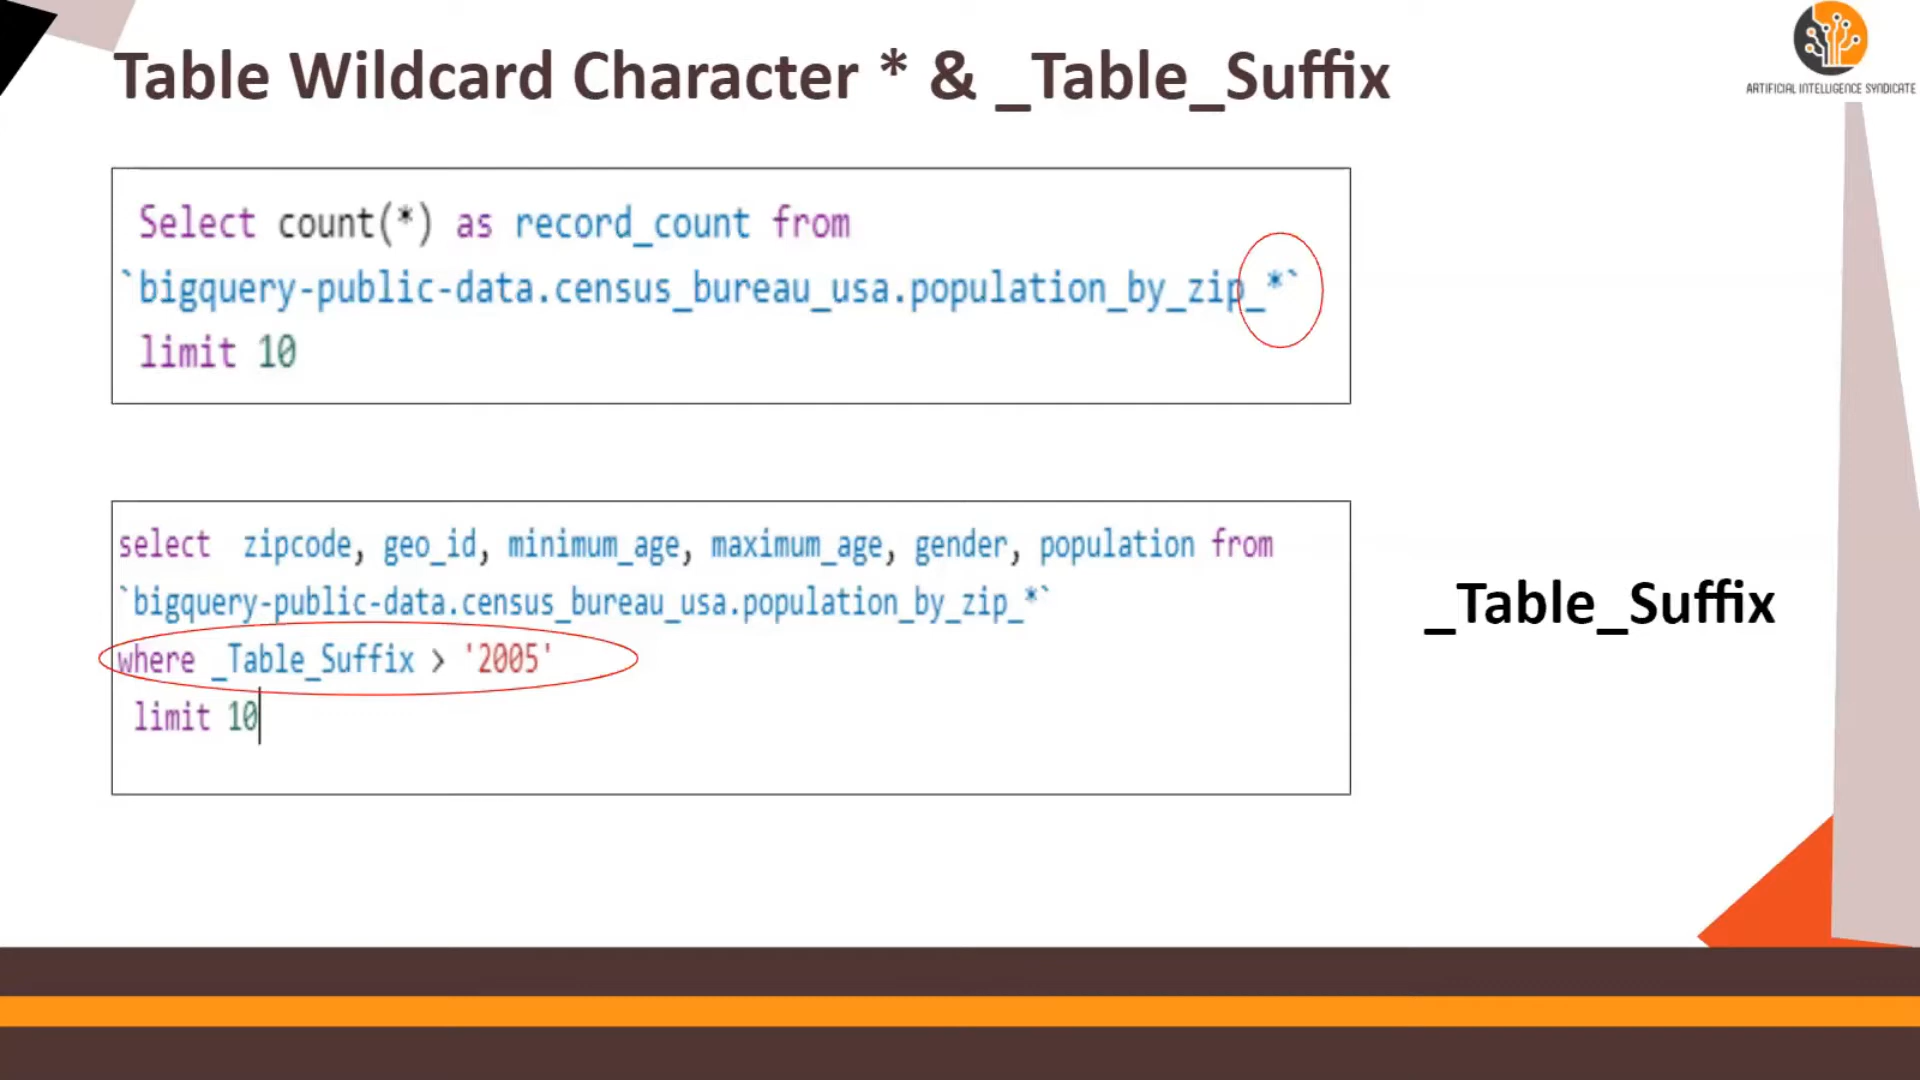 Table Wildcard Character * & _Table_Suffix
ARTIFICIAL INTELLIGENCE SYNDICATE
Select count(*) as record_count from
`bigquery-public-data.census_bureau_usa.population_by_zip_*`
limit 10
select  zipcode, geo_id, minimum_age, maximum_age, gender, population from
`bigquery-public-data.census_bureau_usa.population_by_zip_*`
where _Table_Suffix > '2005'
limit 10
_Table_Suffix